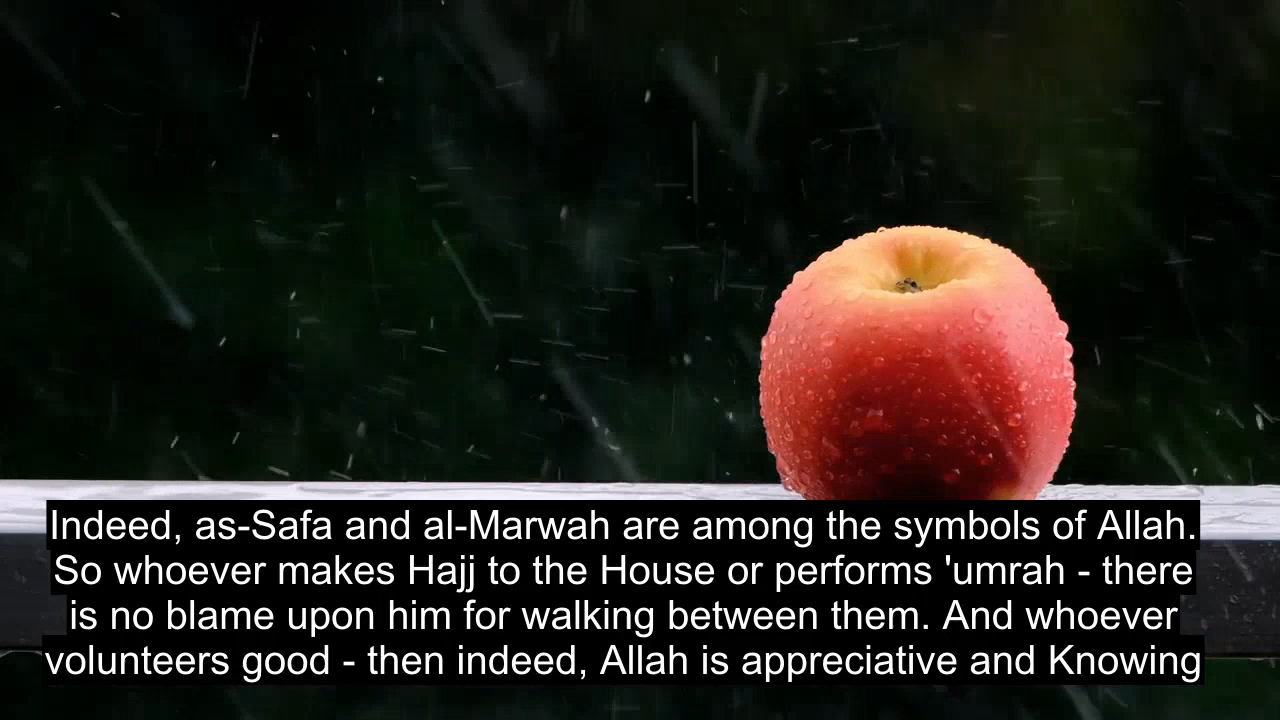 Indeed, as-Safa and al-Marwah are among the symbols of Allah.
So whoever makes Hajj to the House or performs 'umrah - there
is no blame upon him for walking between them. And whoever
volunteers good - then indeed, Allah is appreciative and Knowing